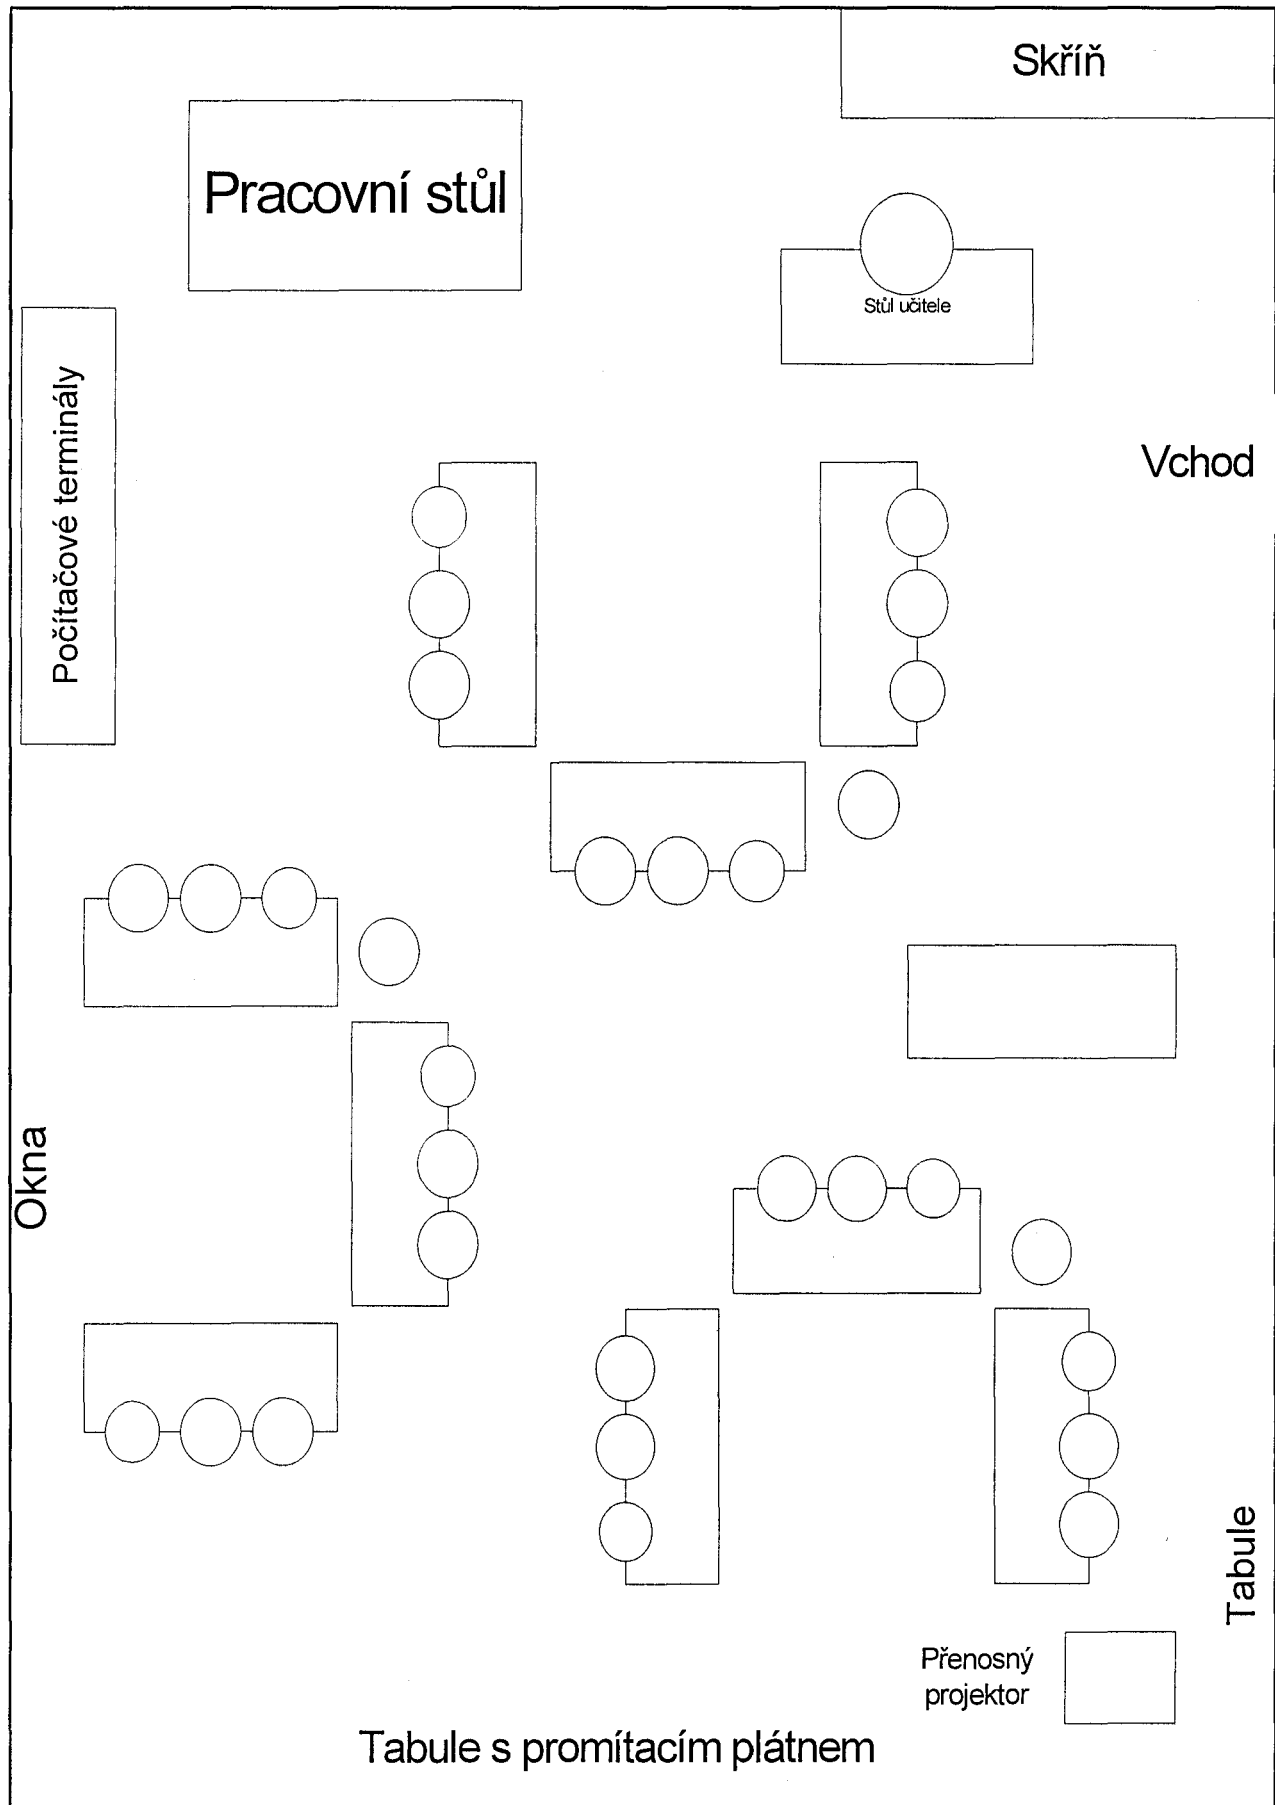 Skříň
Pracovní stůl
Stůl učitele
Počítačové terminály
Vchod
Okna
Tabule
Přenosný
projektor
Tabule s promítacím plátnem